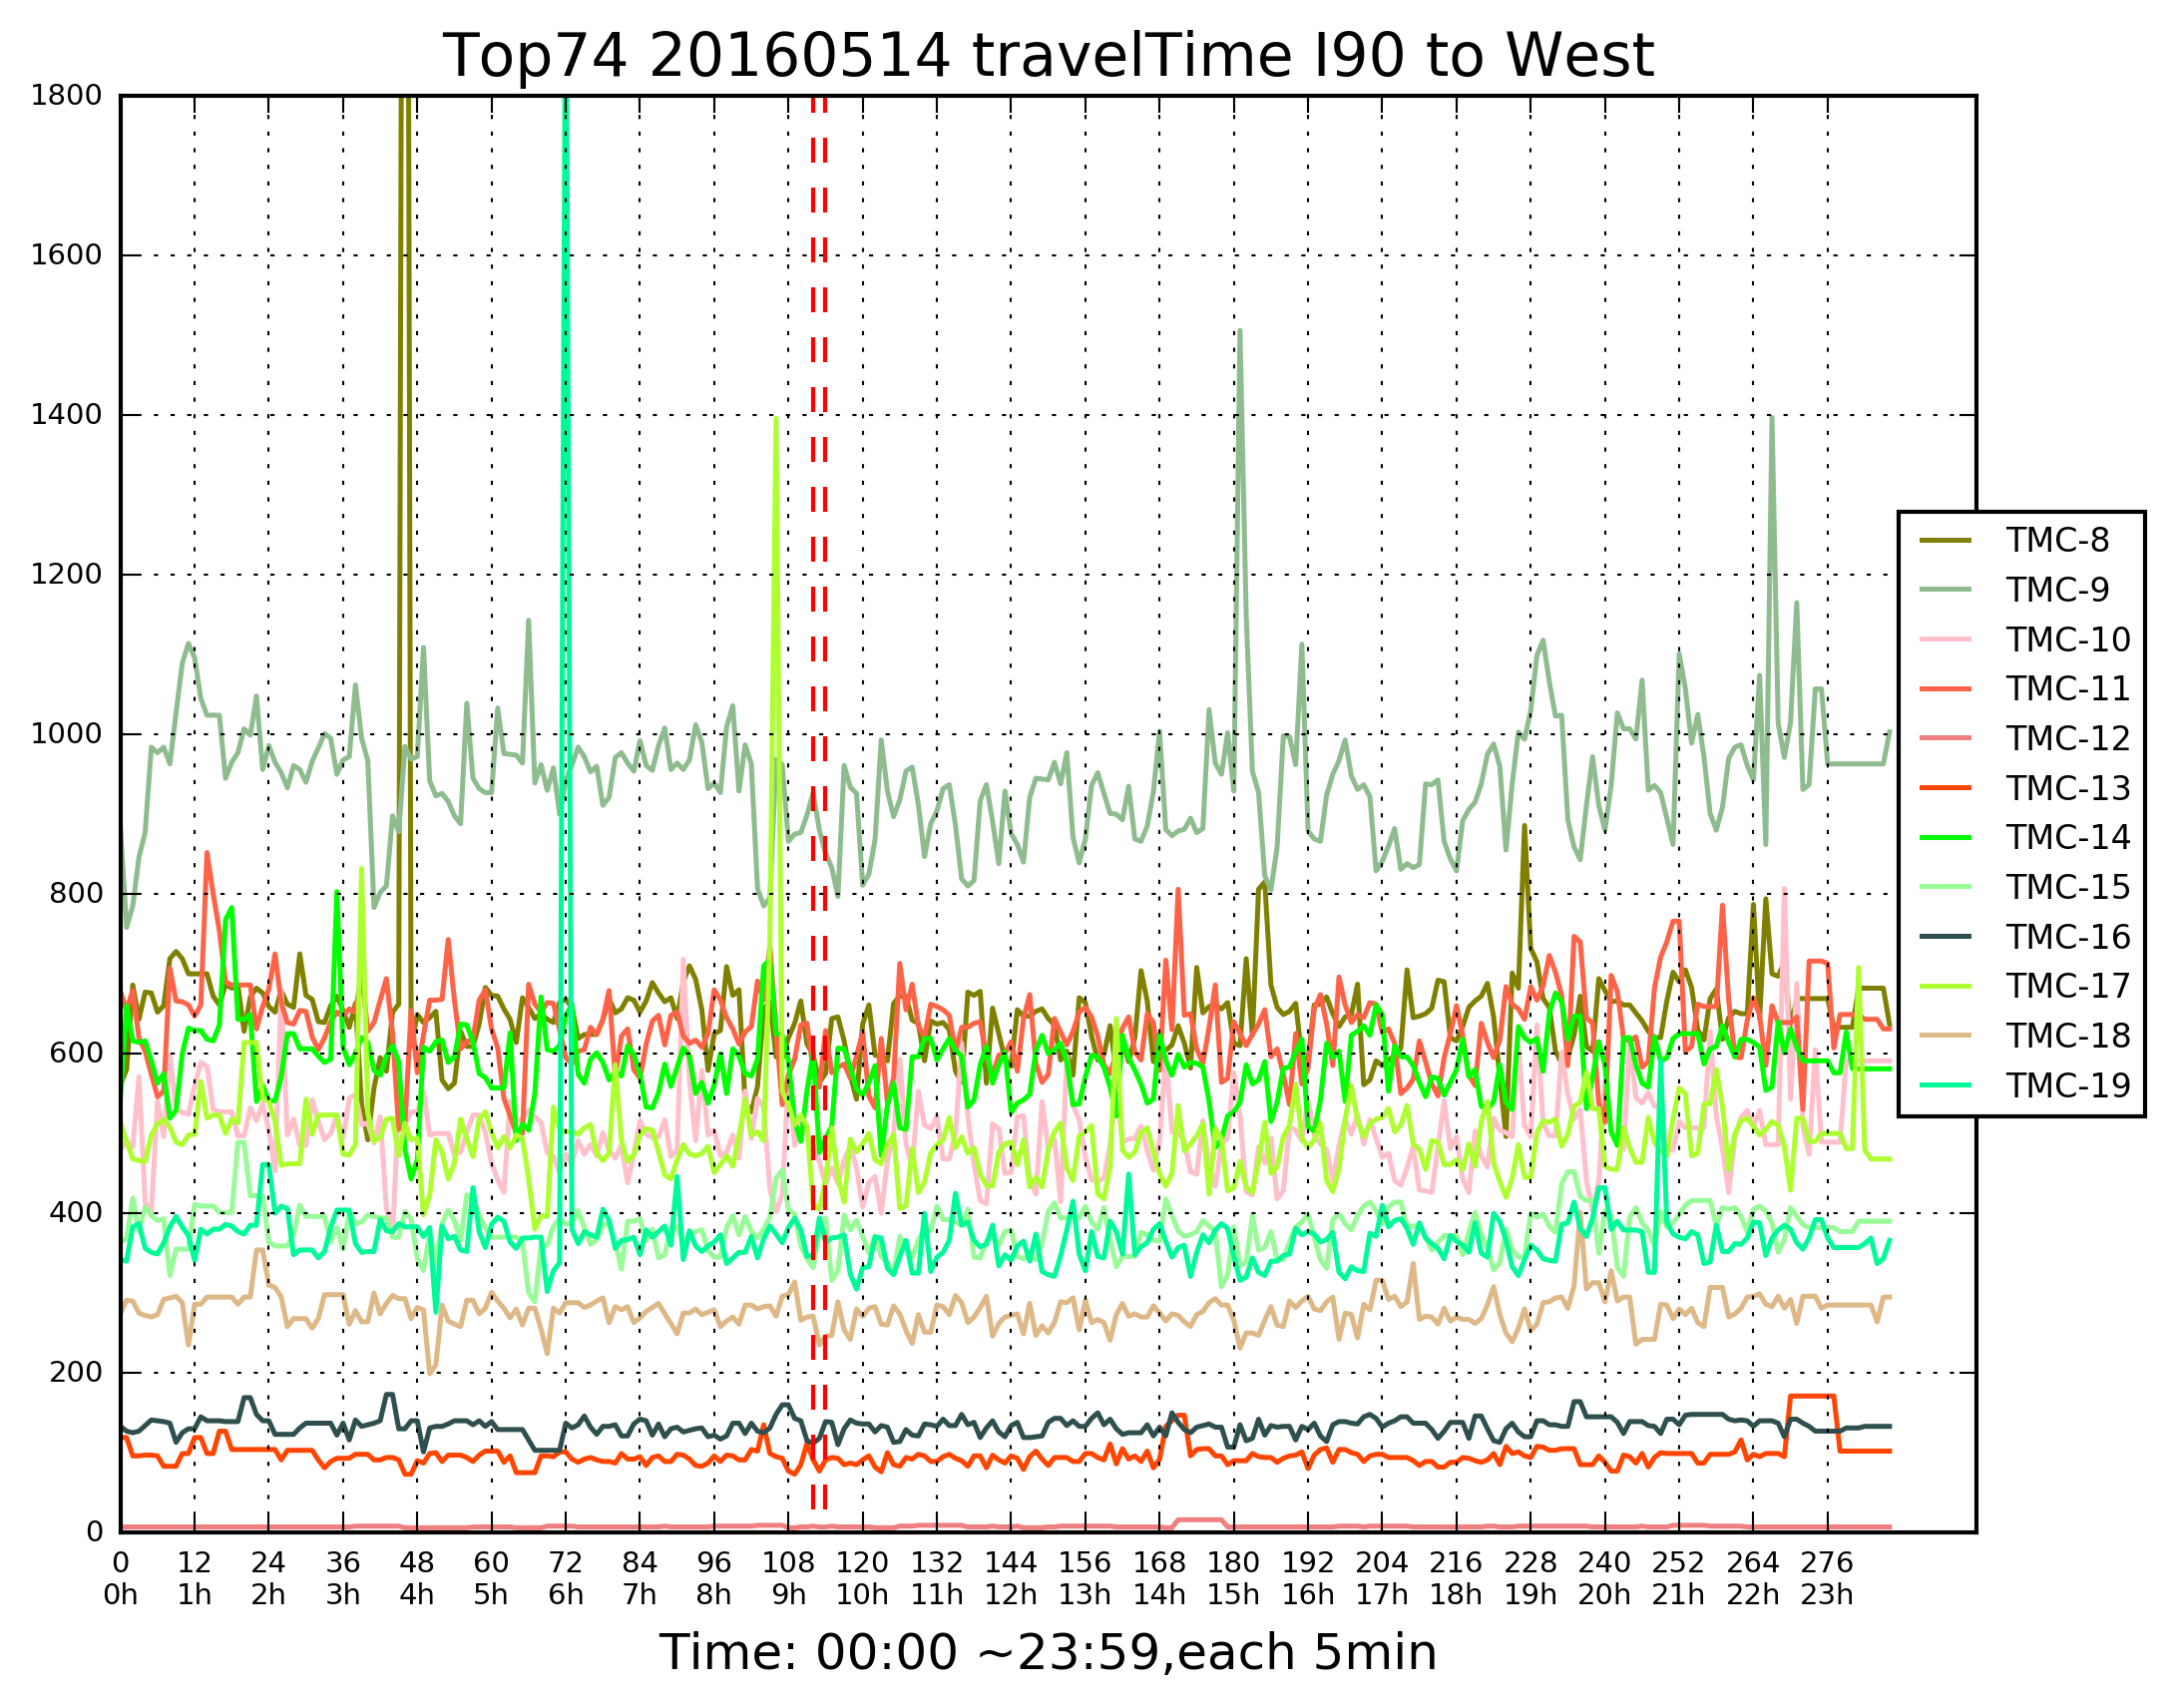 Top74 20160514 travelTime I90 to West
1800
1600
1400
1200
1000
800
600
400
200
0
0 12 24 36 48 60 72 84 96 108 120 132 144 156 168 180 192 204 216 228 240 252 264 276
0h 1h 2h 3h 4h 5h 6h 7h 8h 9h 10h 11h 12h 13h 14h 15h 16h 17h 18h 19h 20h 21h 22h 23h
Time: 00:00 ~23:59,each 5min
TMC-8
TMC-9
TMC-10
TMC-11
TMC-12
TMC-13
TMC-14
TMC-15
TMC-16
TMC-17
TMC-18
TMC-19